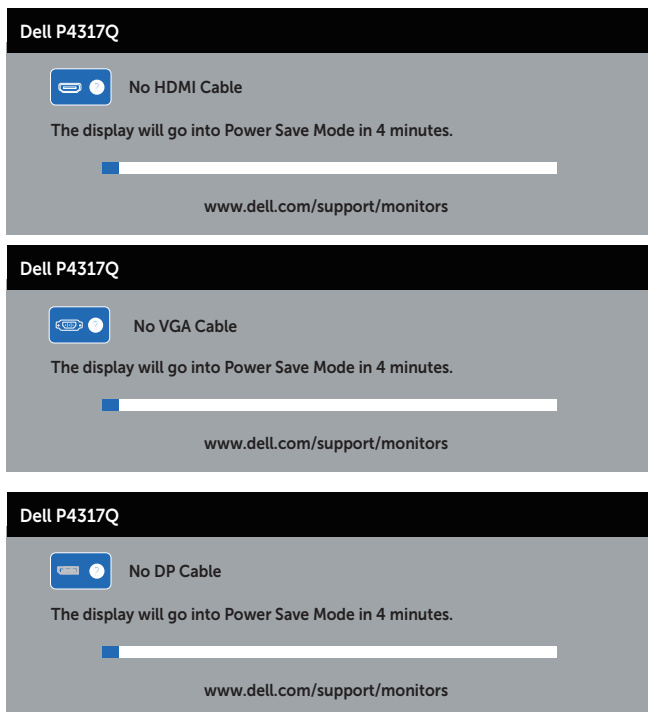 Dell P4317Q
No HDMI Cable
The display will go into Power Save Mode in 4 minutes.
www.dell.com/support/monitors
Dell P4317Q
No VGA Cable
The display will go into Power Save Mode in 4 minutes.
www.dell.com/support/monitors
Dell P4317Q
No DP Cable
The display will go into Power Save Mode in 4 minutes.
www.dell.com/support/monitors